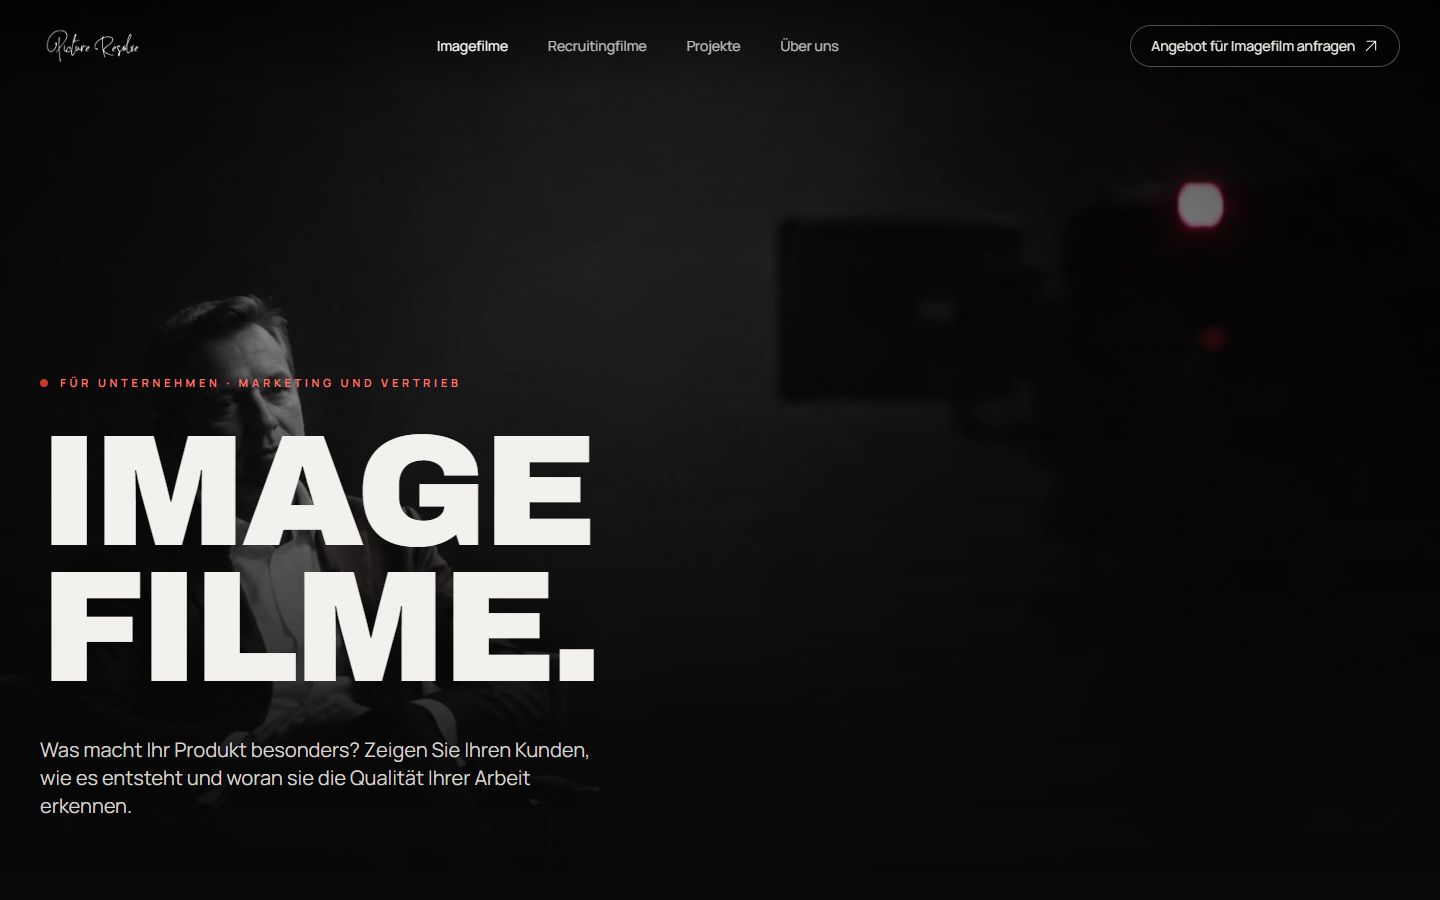 Picture Resolve
Imagefilme
Recruitingfilme
Projekte
Über uns
Angebot für Imagefilm anfragen
FÜR UNTERNEHMEN · MARKETING UND VERTRIEB
IMAGE
FILME.
Was macht Ihr Produkt besonders? Zeigen Sie Ihren Kunden,
wie es entsteht und woran sie die Qualität Ihrer Arbeit
erkennen.